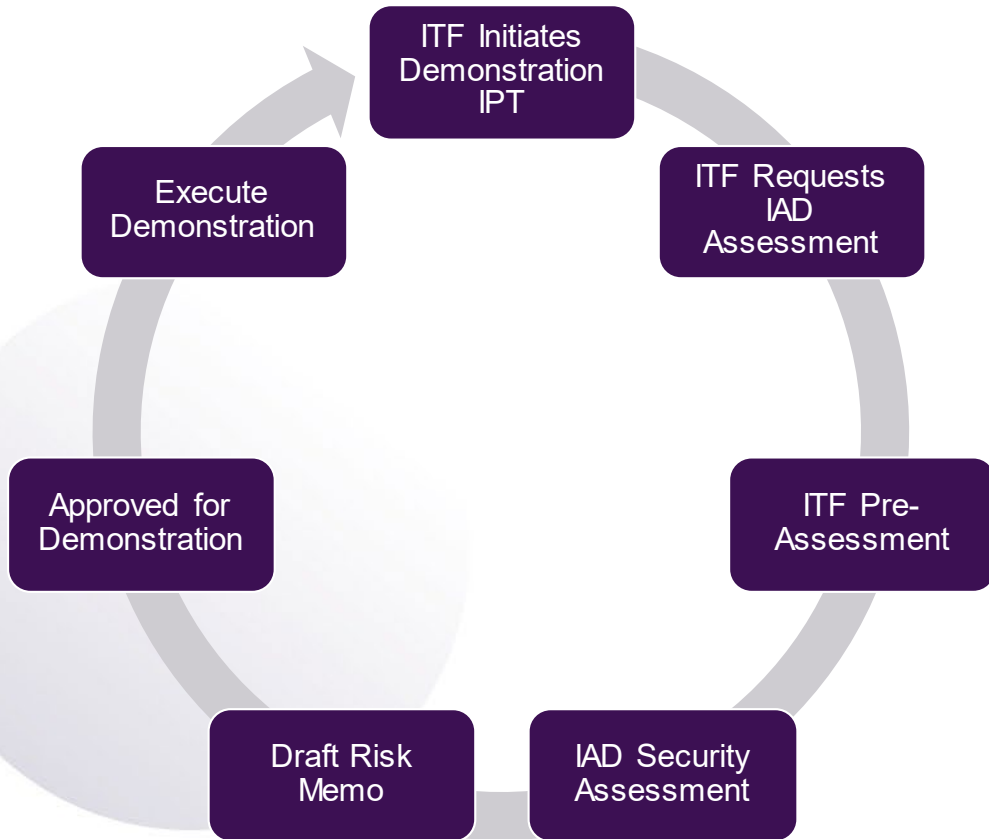 ITF Initiates
Demonstration
IPT
ITF Requests
IAD
Assessment
ITF Pre-
Assessment
IAD Security
Assessment
Draft Risk
Memo
Approved for
Demonstration
Execute
Demonstration